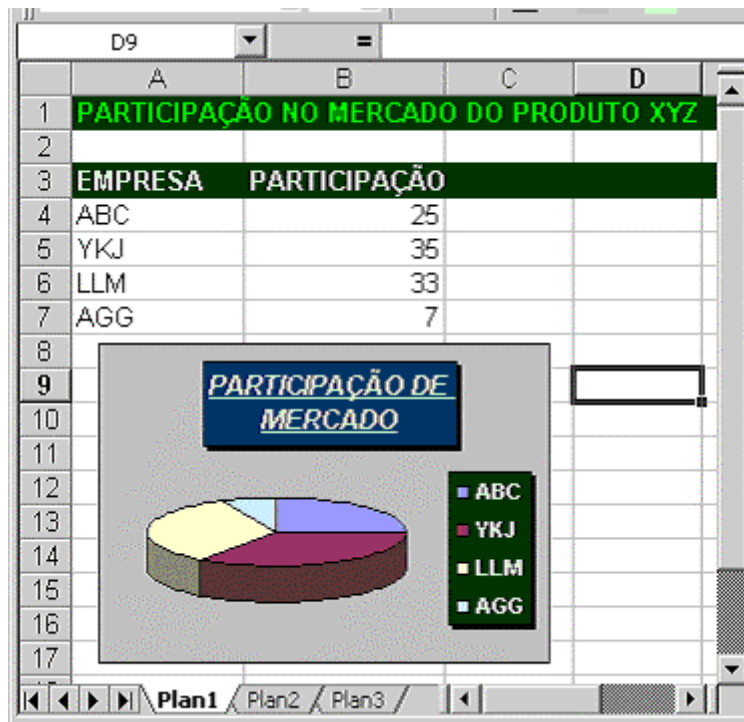 D9 =
A B C D
1 PARTICIPAÇÃO NO MERCADO DO PRODUTO XYZ
2
3 EMPRESA PARTICIPAÇÃO
4 ABC 25
5 YKJ 35
6 LLM 33
7 AGG 7
8
9
10
11
12
13
14
15
16
17
PARTICIPAÇÃO DE
MERCADO
ABC
YKJ
LLM
AGG
Plan1 Plan2 Plan3